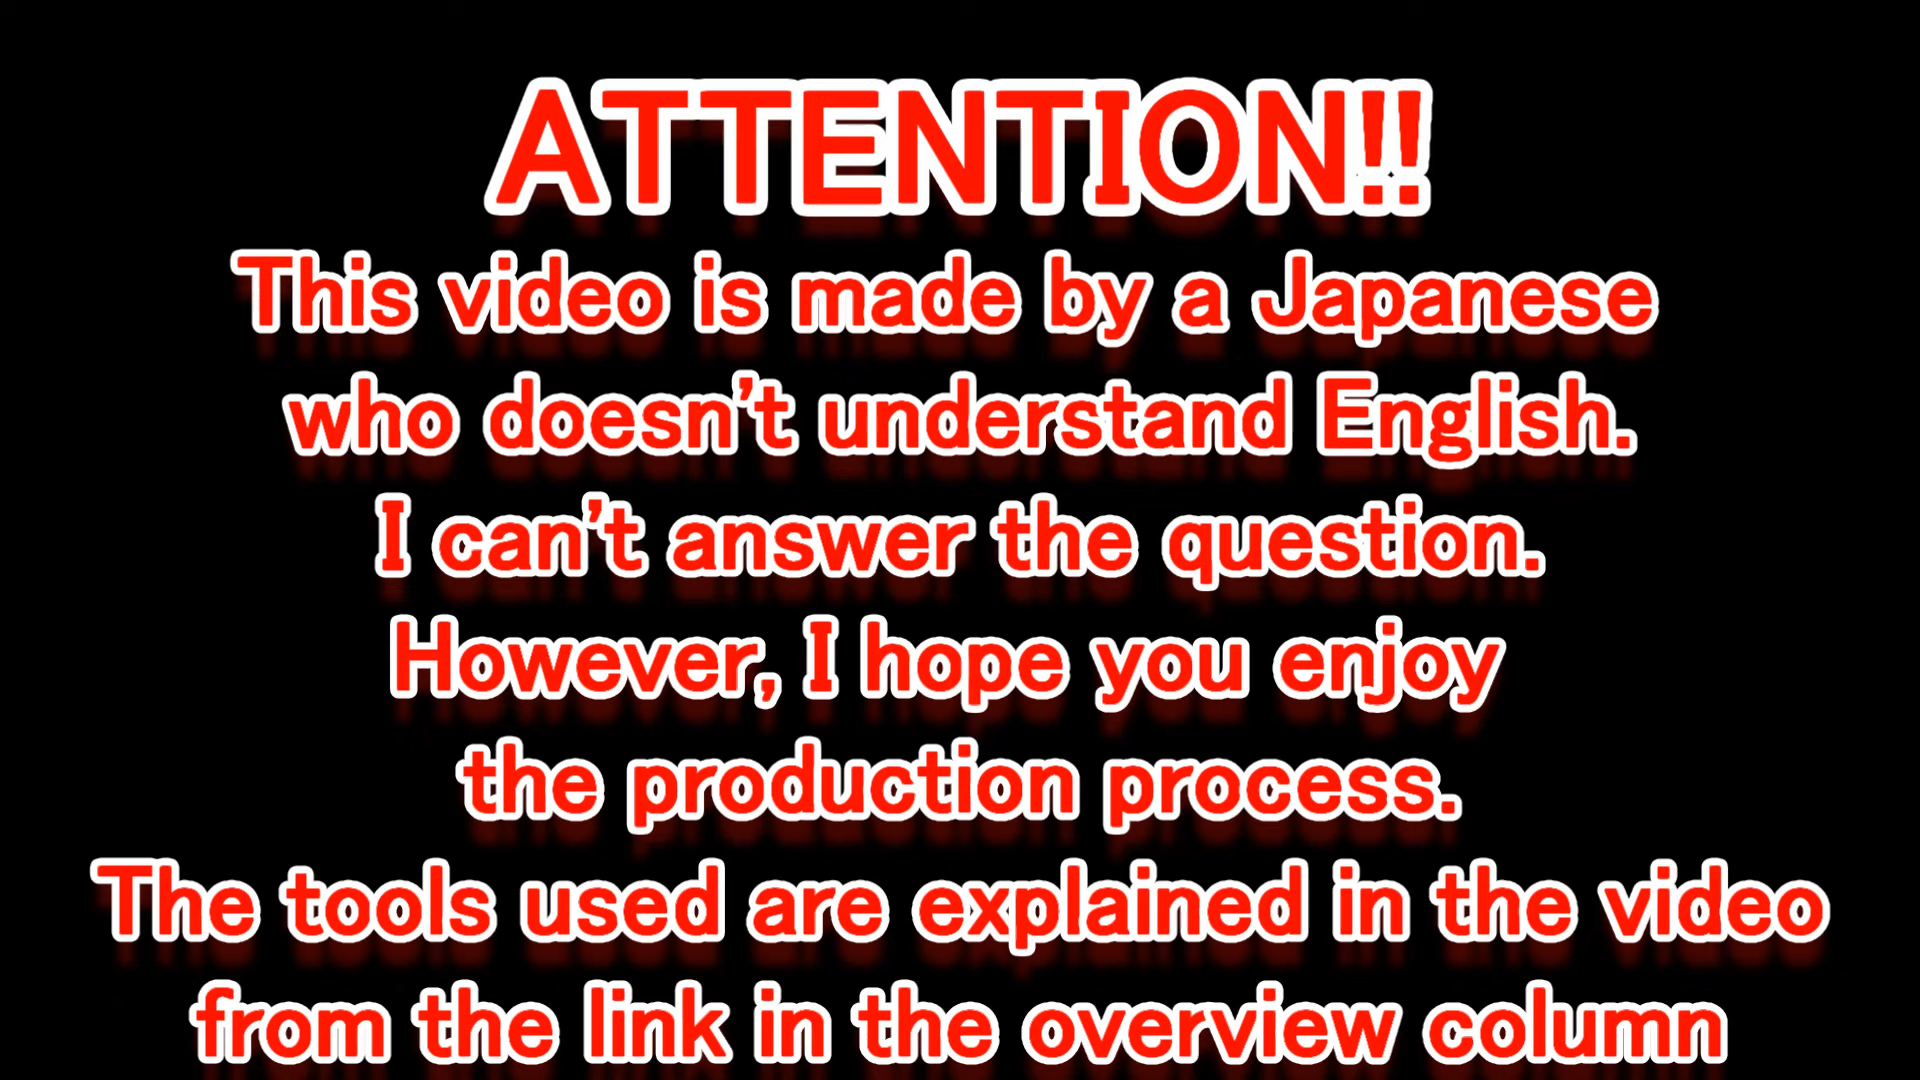 ATTENTION!!
This video is made by a Japanese
who doesn't understand English.
I can't answer the question.
However, I hope you enjoy
the production process.
The tools used are explained in the video
from the link in the overview column